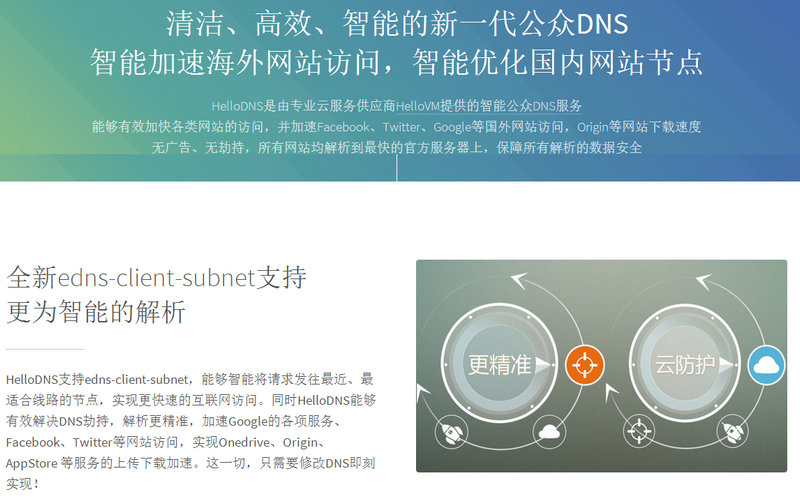 清洁、高效、智能的新一代公众DNS
智能加速海外网站访问，智能优化国内网站节点
HelloDNS是由专业云服务供应商HelloVM提供的智能公众DNS服务
能够有效加快各类网站的访问，并加速Facebook、Twitter、Google等国外网站访问，Origin等网站下载速度
无广告、无劫持，所有网站均解析到最快的官方服务器上，保障所有解析的数据安全
全新edns-client-subnet支持
更为智能的解析
HelloDNS支持edns-client-subnet，能够智能将请求发往最近、最
适合线路的节点，实现更快速的互联网访问。同时HelloDNS能够
有效解决DNS劫持，解析更精准，加速Google的各项服务、
Facebook、Twitter等网站访问，实现Onedrive、Origin、
AppStore 等服务的上传下载加速。这一切，只需要修改DNS即刻
实现！
更精准
云防护